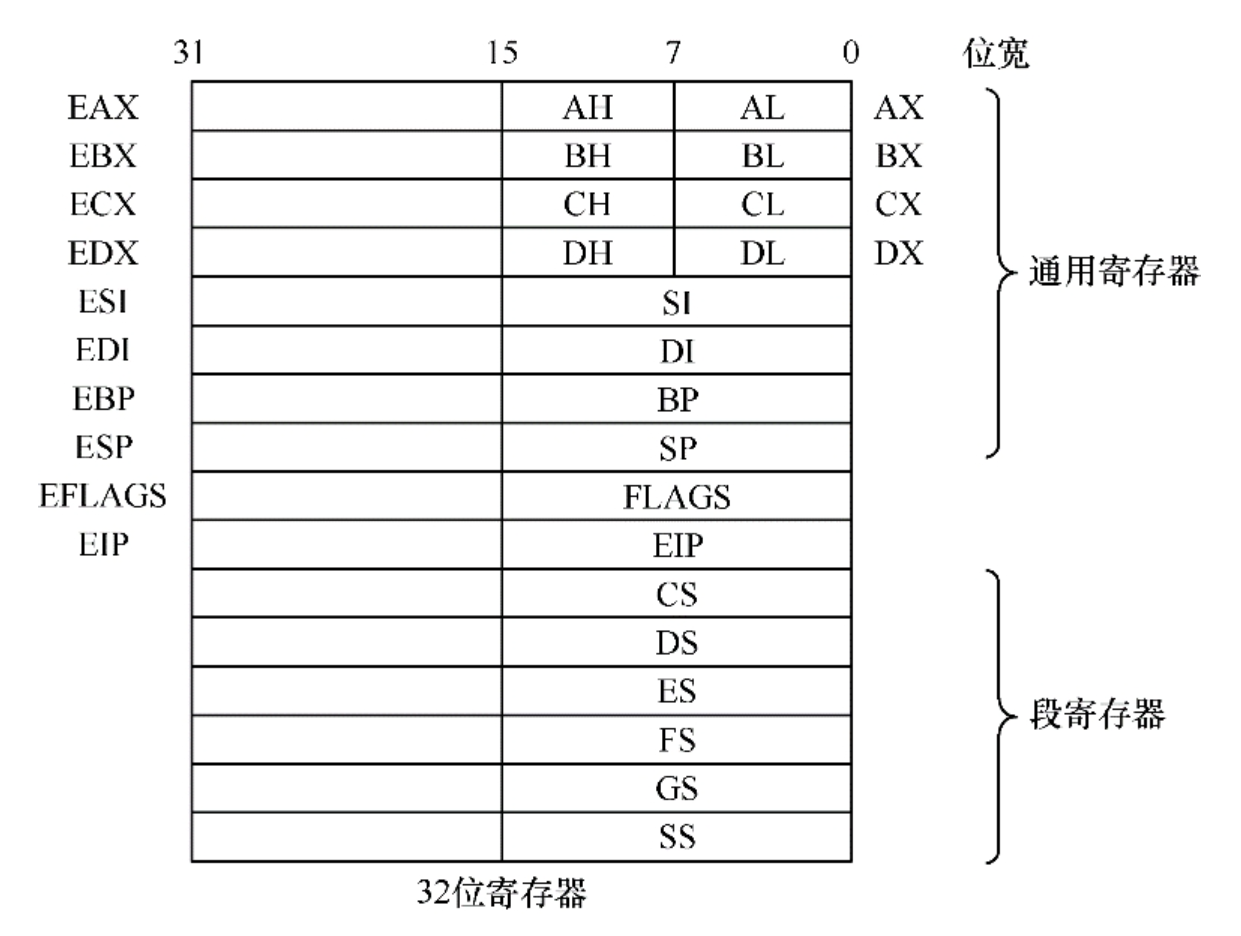 31 15 7 0 位宽
EAX AH AL AX
EBX BH BL BX
ECX CH CL CX
EDX DH DL DX
通用寄存器
ESI SI
EDI DI
EBP BP
ESP SP
EFLAGS FLAGS
EIP EIP
CS
DS
ES
段寄存器
FS
GS
SS
32位寄存器